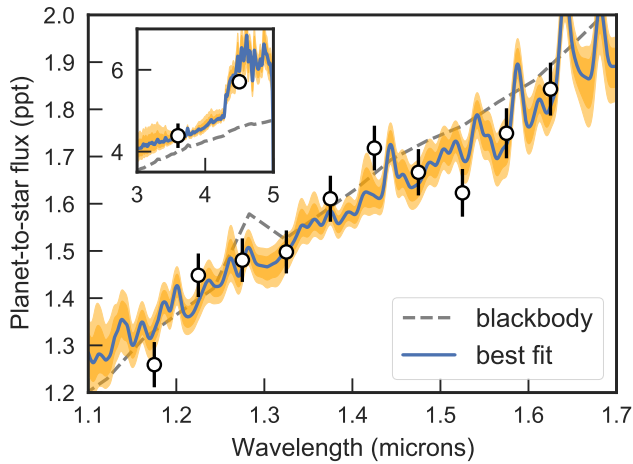 2.0
1.9
1.8
1.7
1.6
1.5
1.4
1.3
1.2
Planet-to-star flux (ppt)
6
4
3 4 5
blackbody
best fit
1.1 1.2 1.3 1.4 1.5 1.6 1.7
Wavelength (microns)